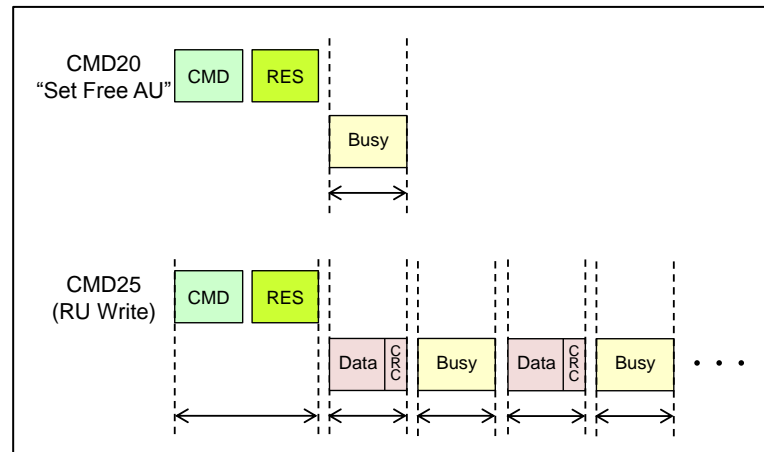 CMD20
“Set Free AU”
CMD RES
Busy
CMD25
(RU Write)
CMD RES
Data CRC Busy Data CRC Busy . . .